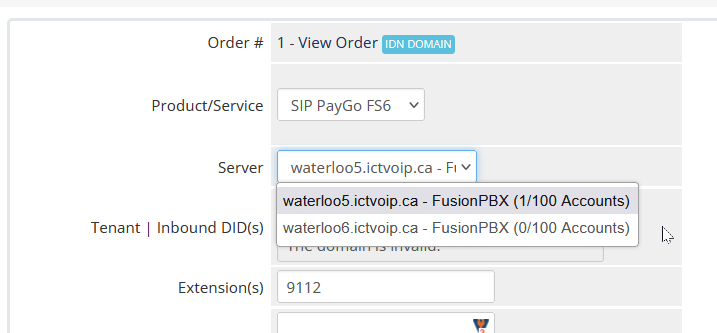 Order # 1 - View Order IDN DOMAIN
Product/Service SIP PayGo FS6
Server waterloo5.ictvoip.ca - Fu
waterloo5.ictvoip.ca - FusionPBX (1/100 Accounts)
waterloo6.ictvoip.ca - FusionPBX (0/100 Accounts)
Tenant | Inbound DID(s)
The domain is invalid.
Extension(s) 9112